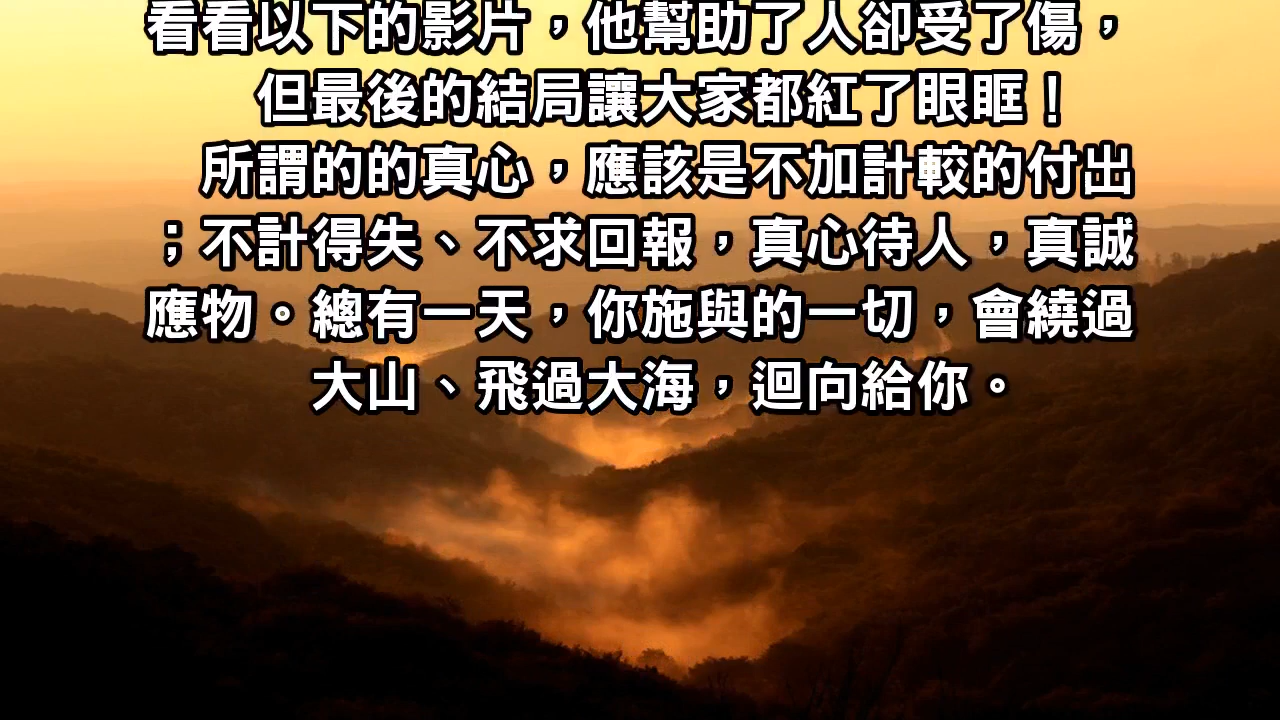 看看以下的影片，他幫助了人卻受了傷，
但最後的結局讓大家都紅了眼眶！
所謂的的真心，應該是不加計較的付出
；不計得失、不求回報，真心待人，真誠
應物。總有一天，你施與的一切，會繞過
大山、飛過大海，迴向給你。